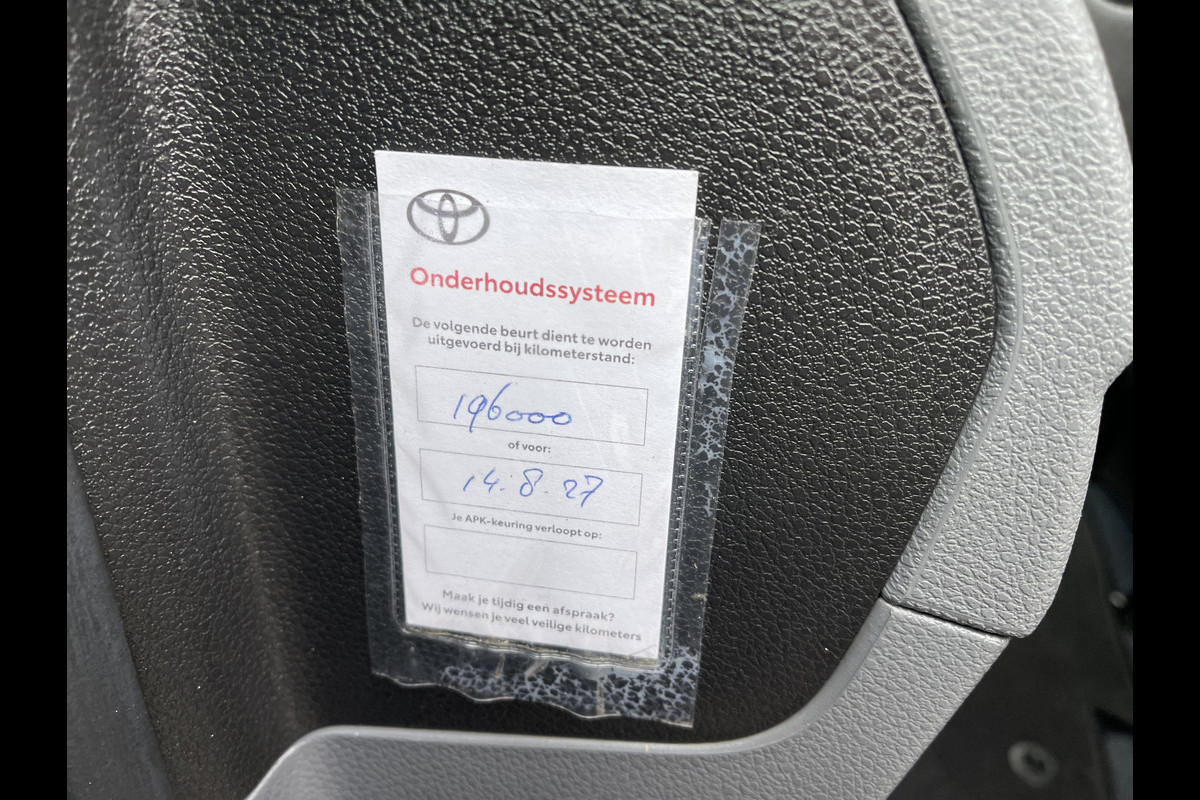 Onderhoudssysteem
De volgende beurt dient te worden
uitgevoerd bij kilometerstand:
196000
of voor:
14.8.27
Je APK-keuring verloopt op:
Maak je tijdig een afspraak?
Wij wensen je veel veilige kilometers